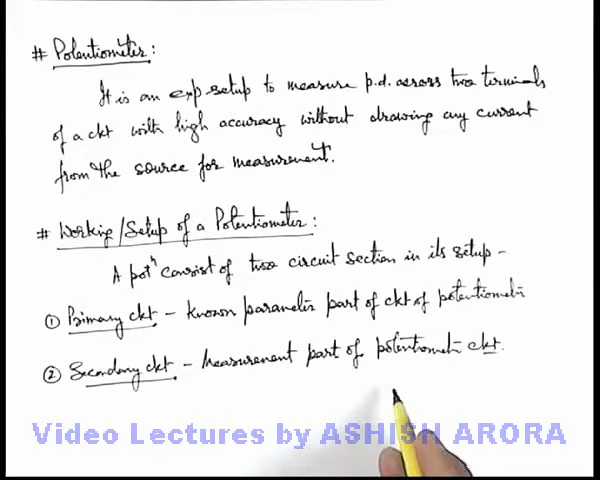 # Potentiometer:
It is an exp setup to measure p.d. across two terminals
of a ckt with high accuracy without drawing any current
from the source for measurement.
# Working/Setup of a Potentiometer:
A potⁿ consist of two circuit section in its setup -
① Primary ckt - Known parameter part of ckt of potentiometer
② Secondary ckt - Measurement part of potentiometer ckt.
Video Lectures by ASHISH ARORA